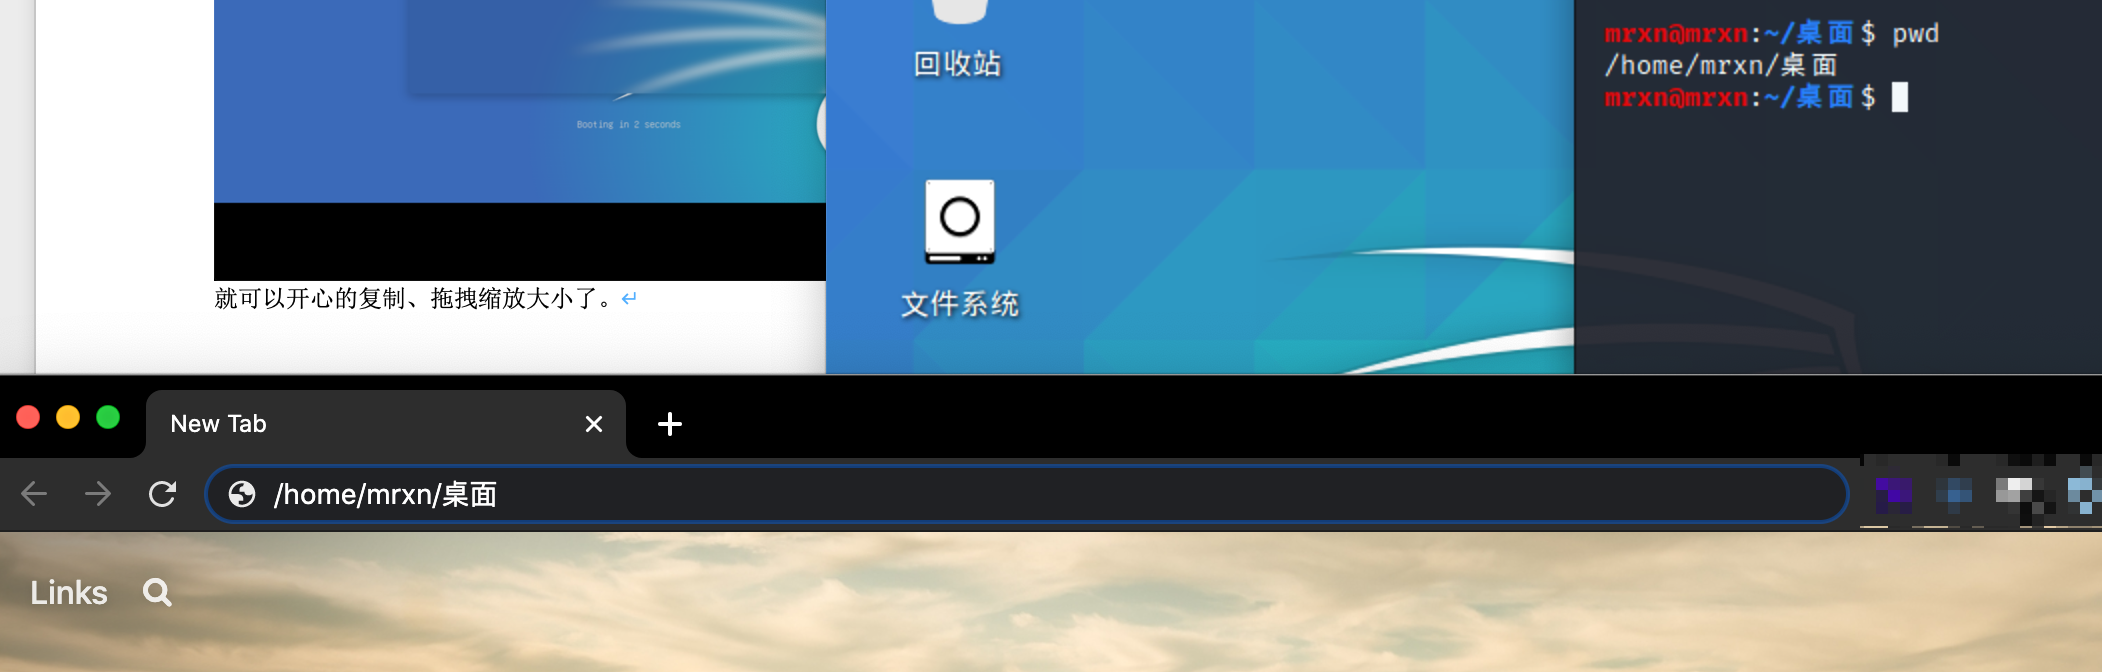 Booting in 2 seconds
就可以开心的复制、拖拽缩放大小了。↵
回收站
文件系统
mrxn@mrxn:~/桌面$ pwd
/home/mrxn/桌面
mrxn@mrxn:~/桌面$
New Tab
/home/mrxn/桌面
Links